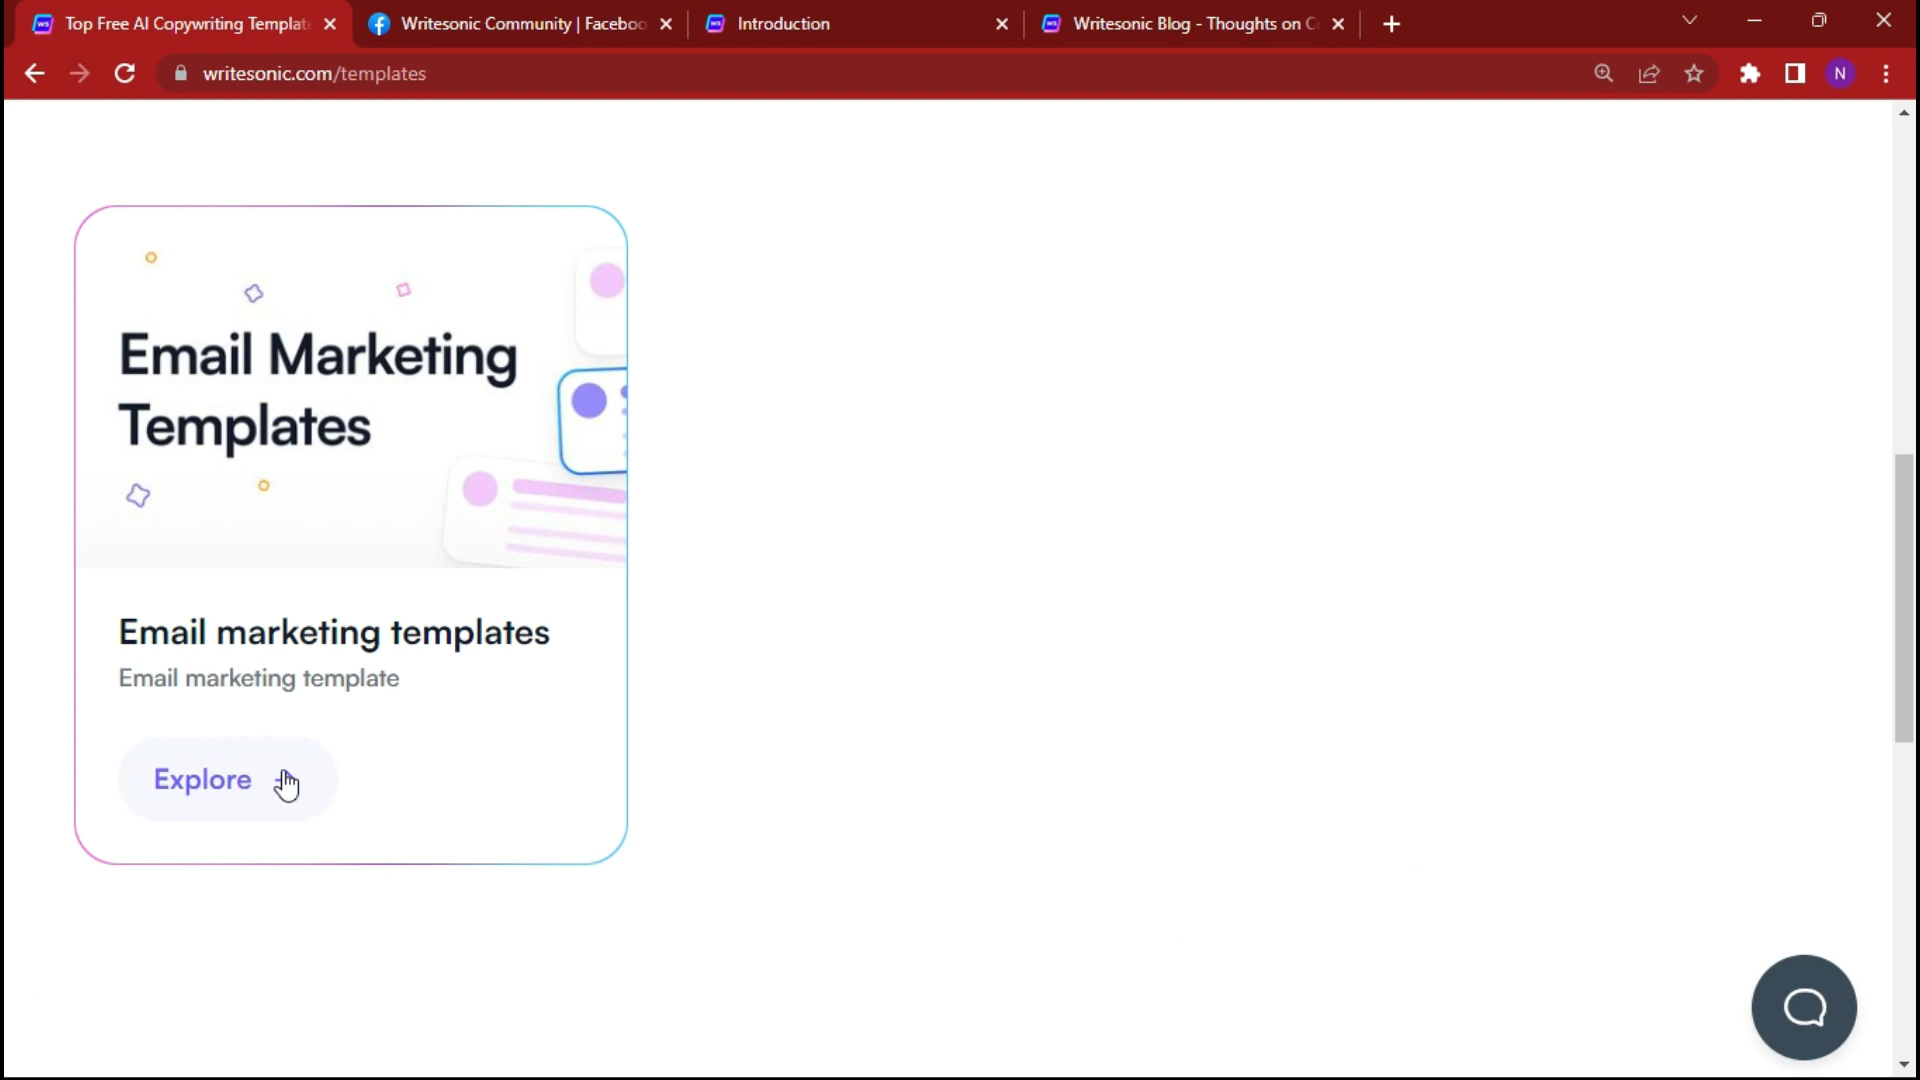 Top Free AI Copywriting Templat
Writesonic Community | Faceboo
Introduction
Writesonic Blog - Thoughts on C
writesonic.com/templates
N
Email Marketing
Templates
Email marketing templates
Email marketing template
Explore